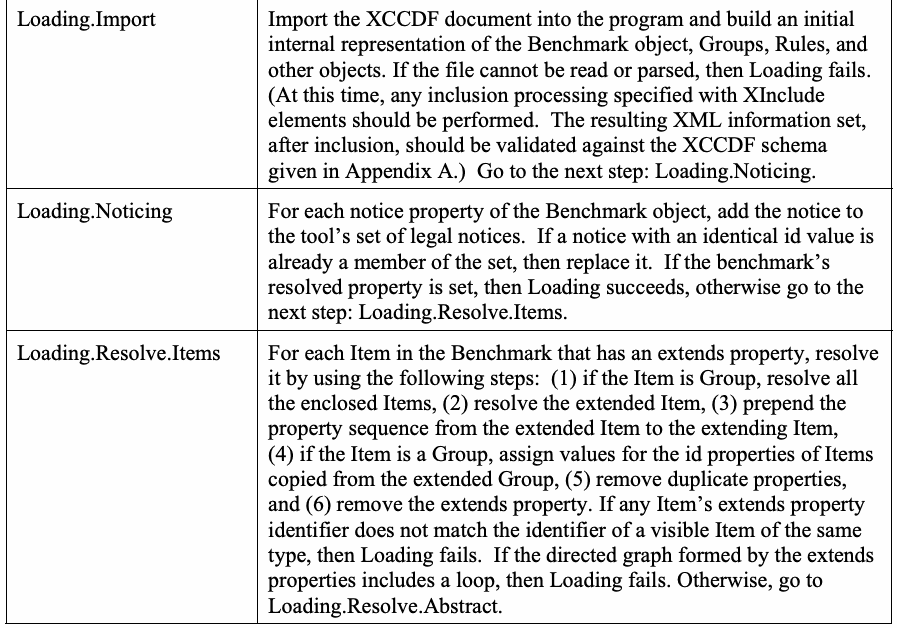 Loading.Import
Import the XCCDF document into the program and build an initial
internal representation of the Benchmark object, Groups, Rules, and
other objects. If the file cannot be read or parsed, then Loading fails.
(At this time, any inclusion processing specified with XInclude
elements should be performed.  The resulting XML information set,
after inclusion, should be validated against the XCCDF schema
given in Appendix A.)  Go to the next step: Loading.Noticing.
Loading.Noticing
For each notice property of the Benchmark object, add the notice to
the tool’s set of legal notices.  If a notice with an identical id value is
already a member of the set, then replace it.  If the benchmark’s
resolved property is set, then Loading succeeds, otherwise go to the
next step: Loading.Resolve.Items.
Loading.Resolve.Items
For each Item in the Benchmark that has an extends property, resolve
it by using the following steps:  (1) if the Item is Group, resolve all
the enclosed Items, (2) resolve the extended Item, (3) prepend the
property sequence from the extended Item to the extending Item,
(4) if the Item is a Group, assign values for the id properties of Items
copied from the extended Group, (5) remove duplicate properties,
and (6) remove the extends property. If any Item’s extends property
identifier does not match the identifier of a visible Item of the same
type, then Loading fails.  If the directed graph formed by the extends
properties includes a loop, then Loading fails. Otherwise, go to
Loading.Resolve.Abstract.